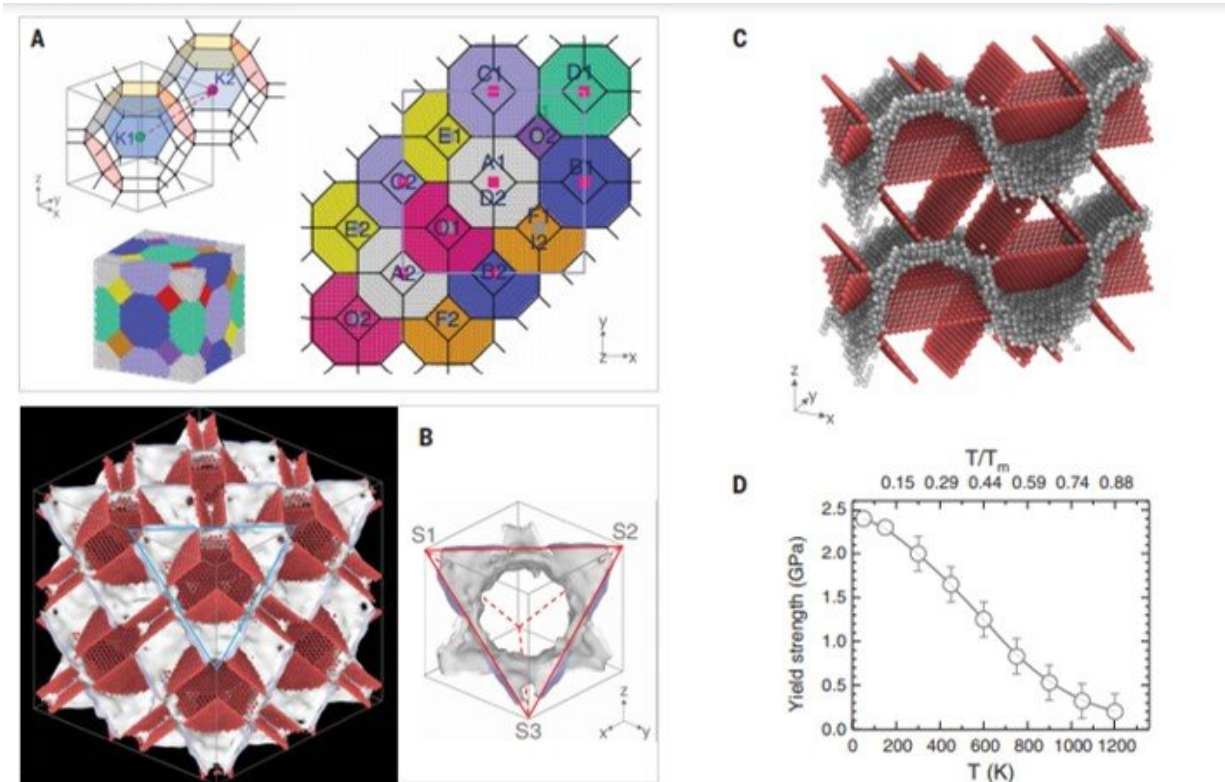 A
K2
K1
z
y
x
C1
D1
E1
O2
A1
B1
C2
D2
E2
O1
F1
I2
A2
B2
O2
F2
y
z
x
B
S1
S2
S3
z
x
y
C
z
y
x
D
T/Tm
0.15 0.29 0.44 0.59 0.74 0.88
Yield strength (GPa)
2.5
2.0
1.5
1.0
0.5
0.0
0 200 400 600 800 1000 1200
T (K)